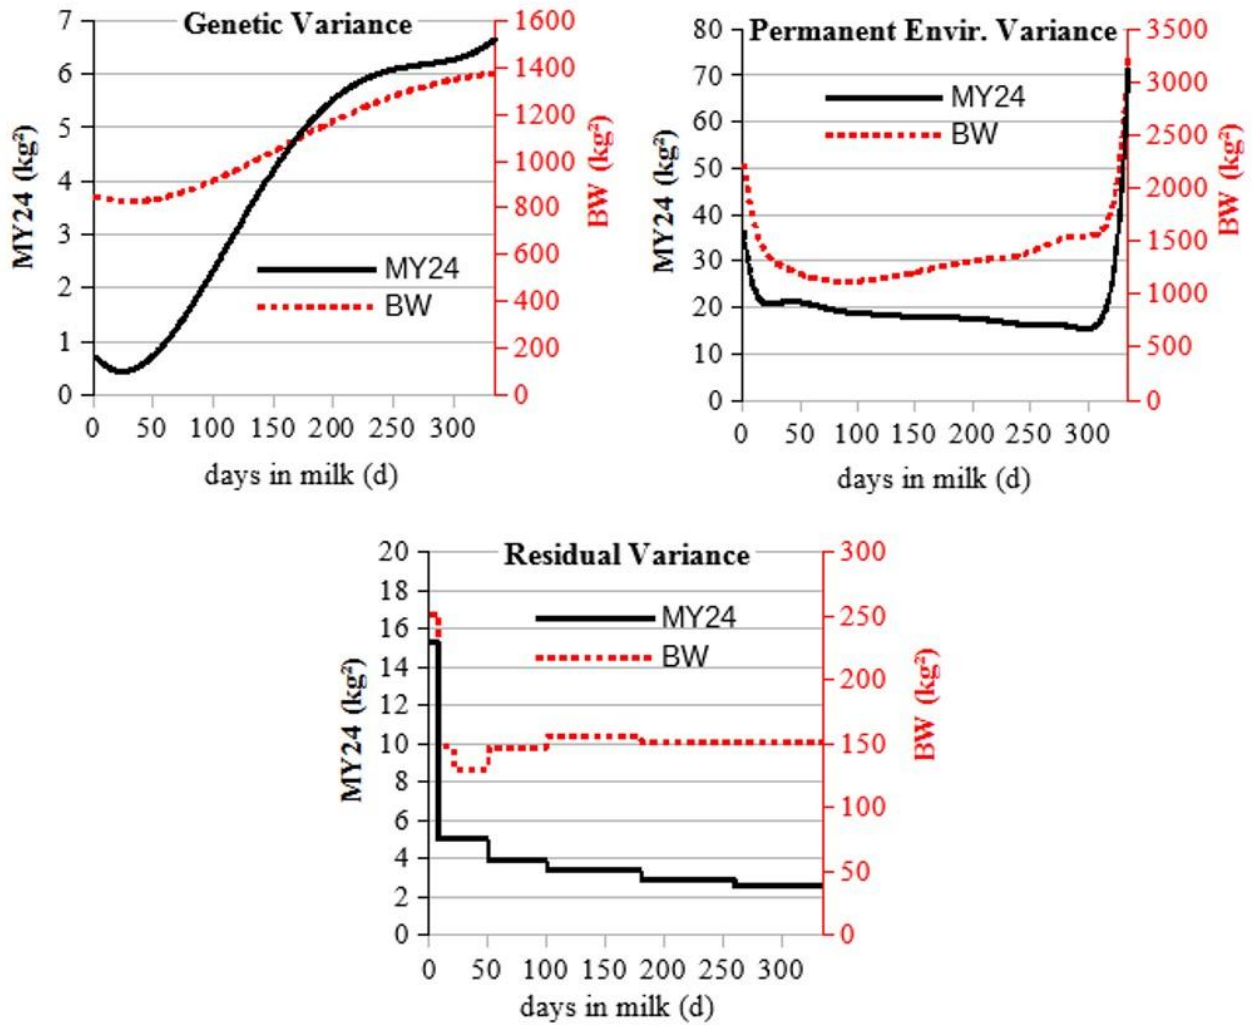 Genetic Variance
7
6
5
4
3
2
1
0
MY24 (kg²)
1600
1400
1200
1000
800
600
400
200
0
BW (kg²)
MY24
BW
0 50 100 150 200 250 300
days in milk (d)
Permanent Envir. Variance
80
70
60
50
40
30
20
10
0
MY24 (kg²)
3500
3000
2500
2000
1500
1000
500
0
BW (kg²)
MY24
BW
0 50 100 150 200 250 300
days in milk (d)
Residual Variance
20
18
16
14
12
10
8
6
4
2
0
MY24 (kg²)
300
250
200
150
100
50
0
BW (kg²)
MY24
BW
0 50 100 150 200 250 300
days in milk (d)